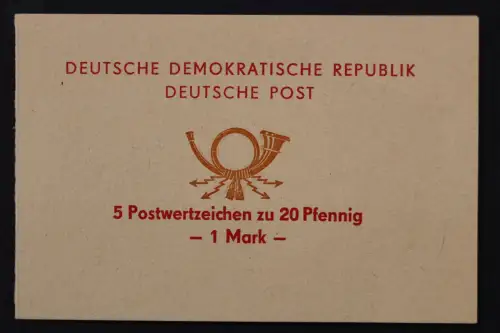 DEUTSCHE DEMOKRATISCHE REPUBLIK
DEUTSCHE POST
5 Postwertzeichen zu 20 Pfennig
– 1 Mark –